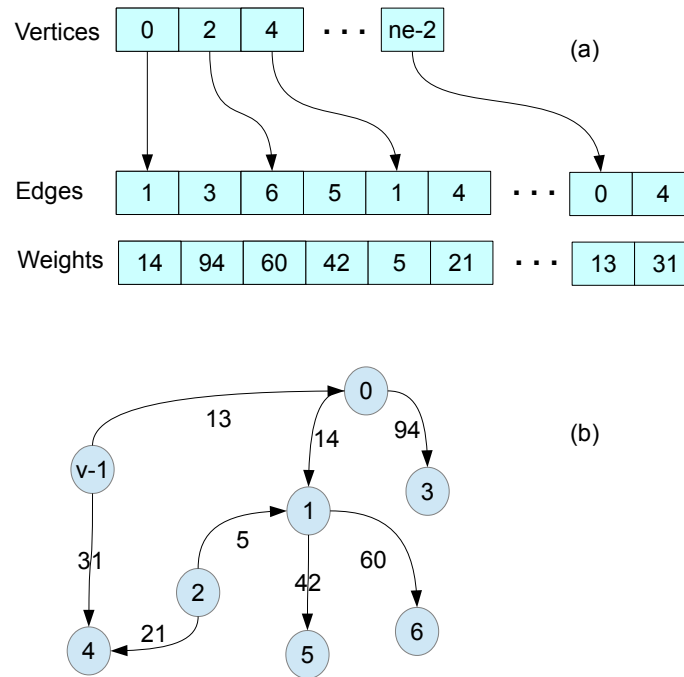 Vertices 0 2 4 . . . ne-2
(a)
Edges 1 3 6 5 1 4 . . . 0 4
Weights 14 94 60 42 5 21 . . . 13 31
0
13
14
94
(b)
v-1
3
1
5
31
42
60
2
6
21
4
5